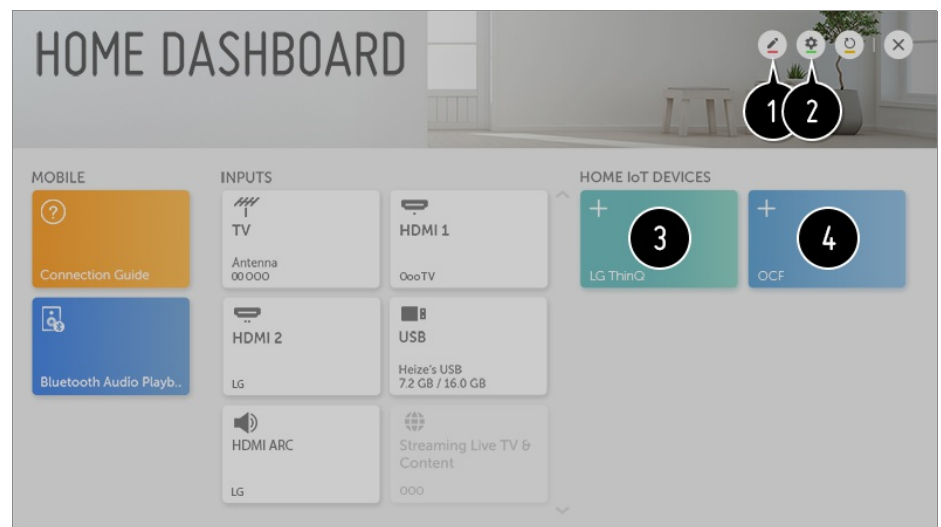 HOME DASHBOARD
1
2
MOBILE
INPUTS
HOME IoT DEVICES
?
Connection Guide
TV
Antenna
00 000
HDMI 1
OooTV
3
LG ThinQ
4
OCF
Bluetooth Audio Playb..
HDMI 2
LG
USB
Heize's USB
7.2 GB / 16.0 GB
HDMI ARC
LG
Streaming Live TV &
Content
000